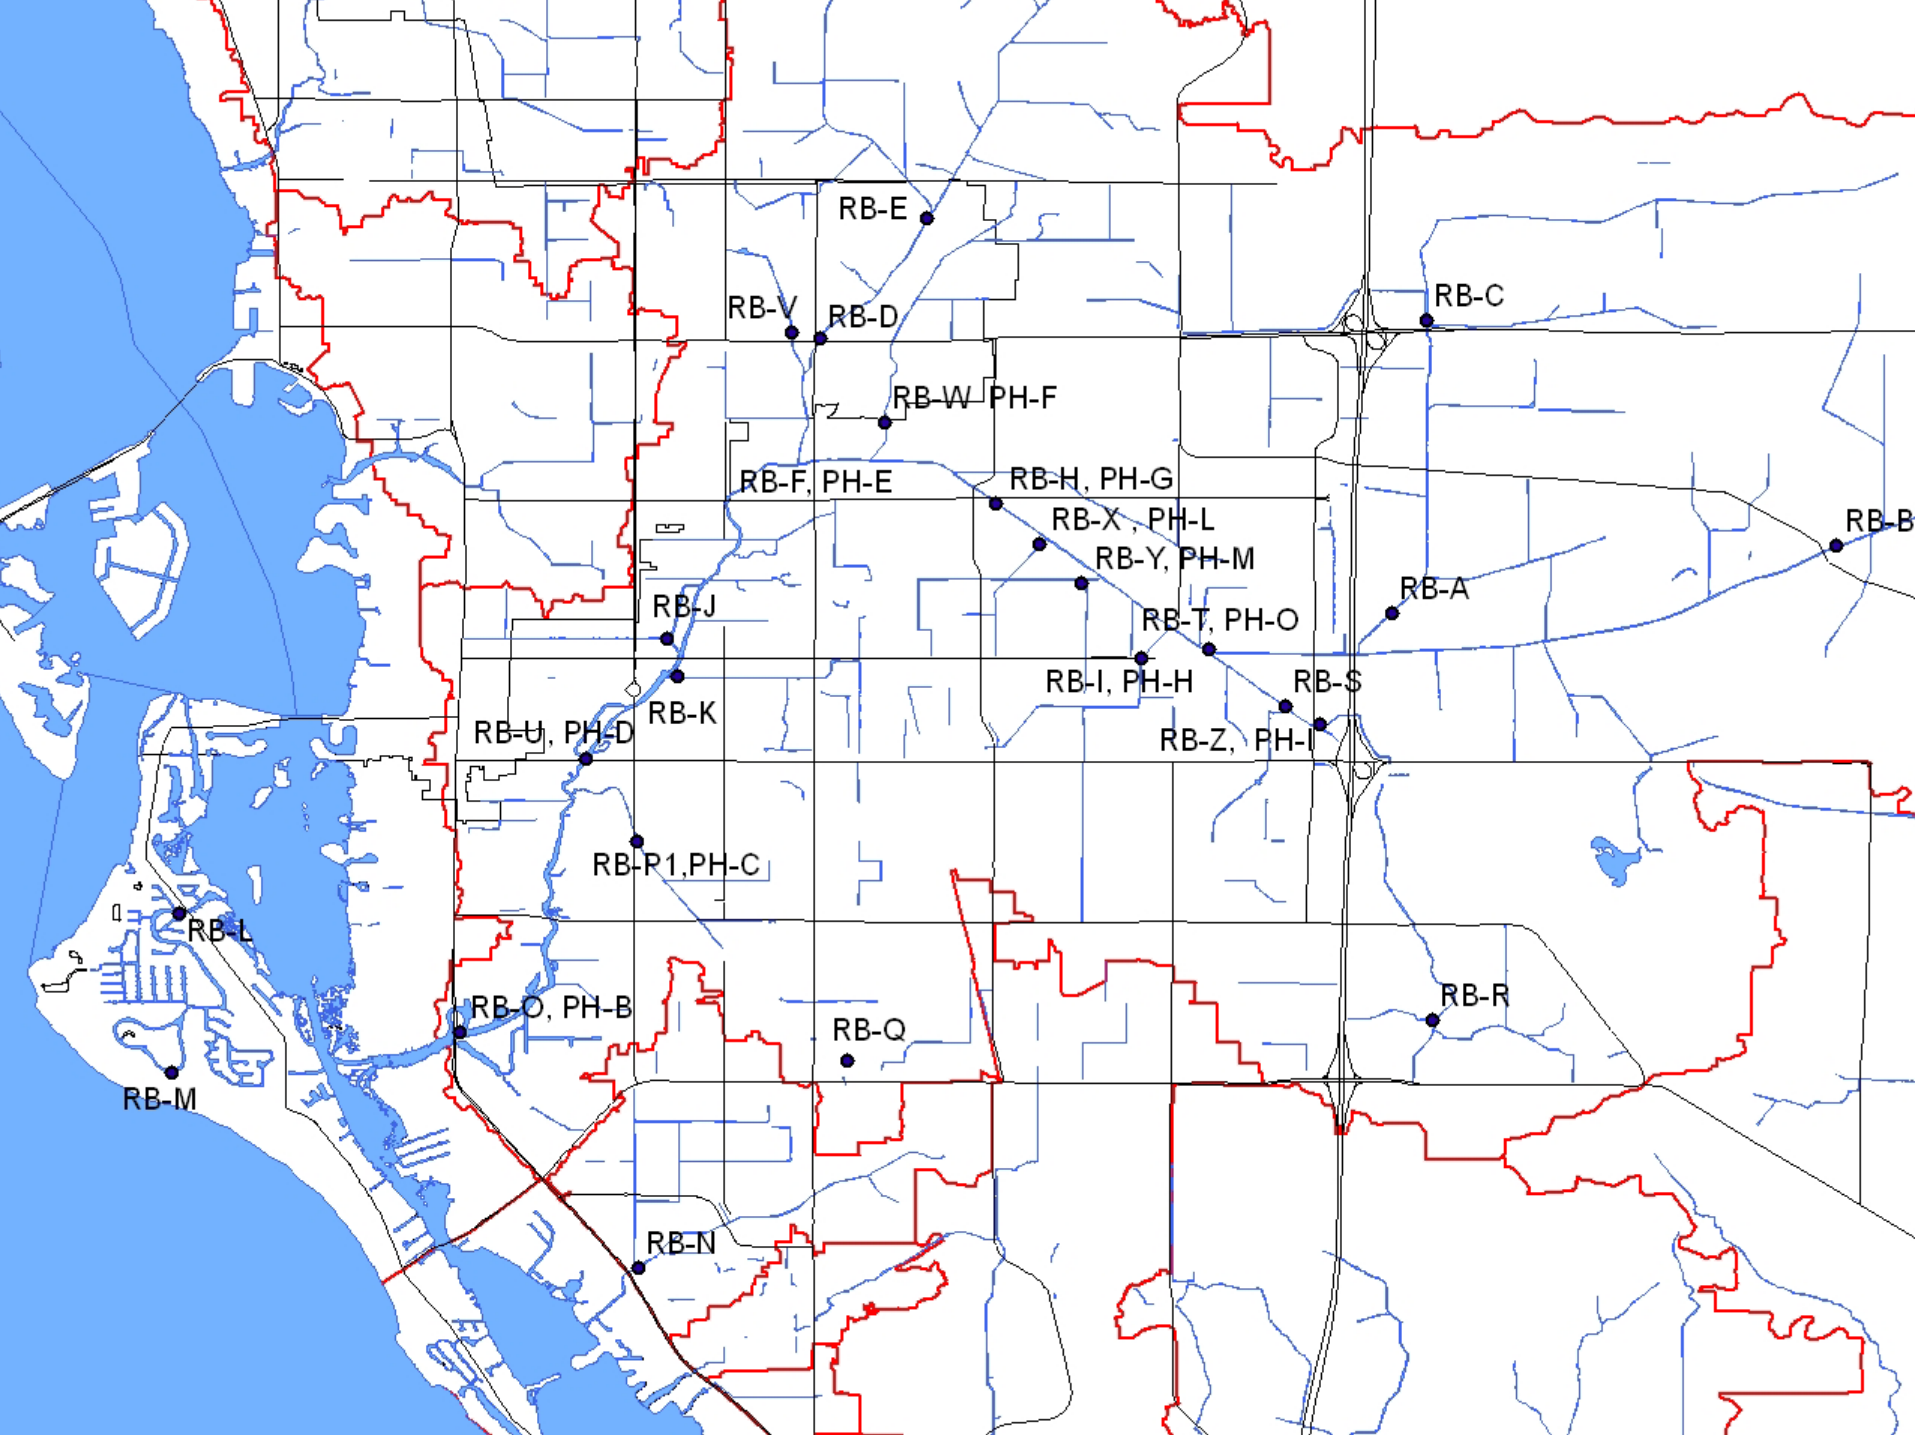 RB-E
RB-C
RB-V
RB-D
RB-W PH-F
RB-F, PH-E
RB-H, PH-G
RB-X , PH-L
RB-B
RB-Y, PH-M
RB-A
RB-J
RB-T, PH-O
RB-I, PH-H
RB-S
RB-K
RB-U, PH-D
RB-Z, PH-I
RB-P1,PH-C
RB-L
RB-R
RB-O, PH-B
RB-Q
RB-M
RB-N